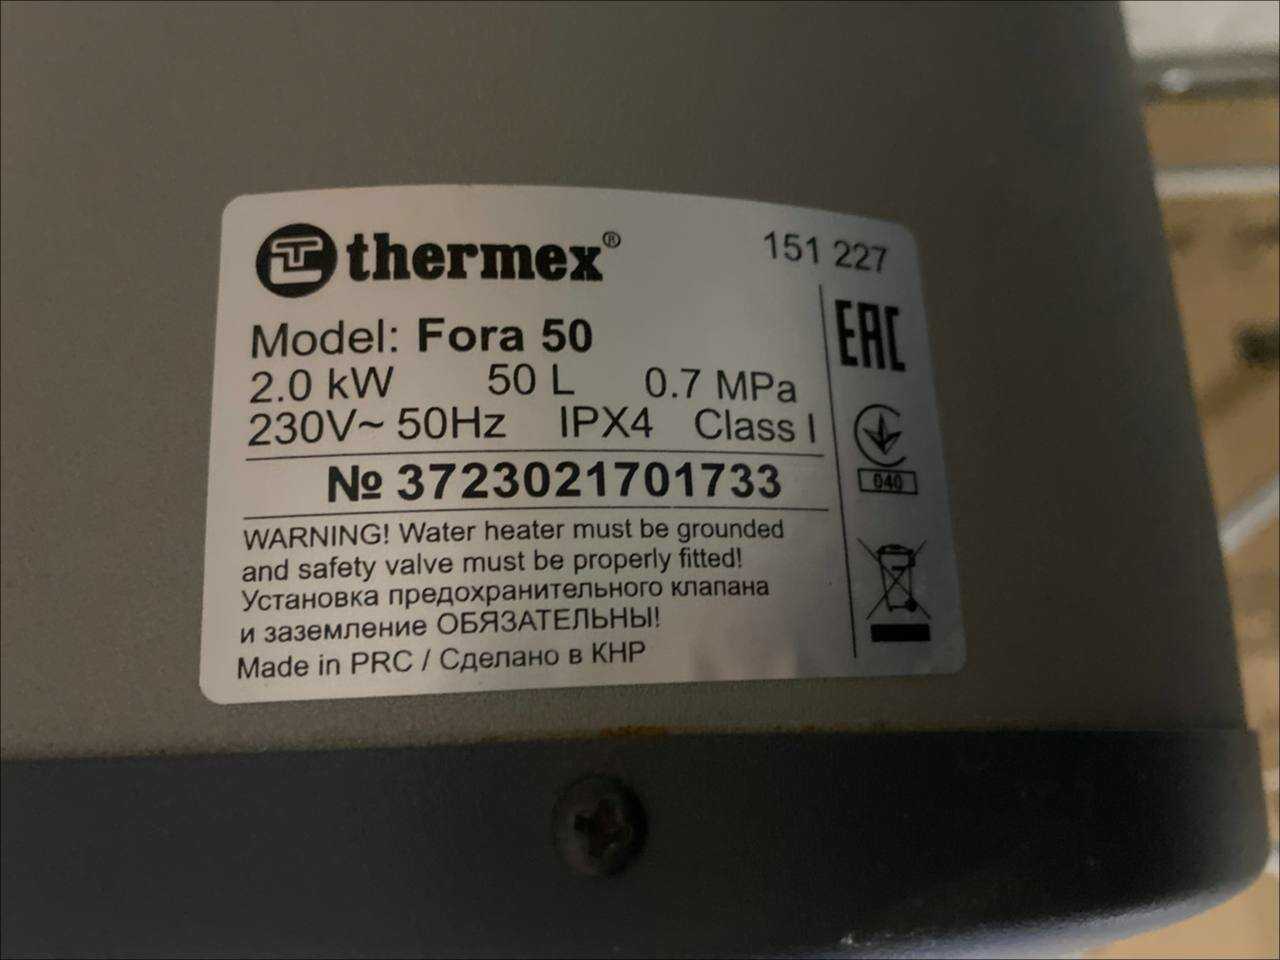 thermex®
151 227
Model: Fora 50
2.0 kW 50 L 0.7 MPa
230V~ 50Hz IPX4 Class I
№ 3723021701733
WARNING! Water heater must be grounded
and safety valve must be properly fitted!
Установка предохранительного клапана
и заземление ОБЯЗАТЕЛЬНЫ!
Made in PRC / Сделано в КНР
EAC
040